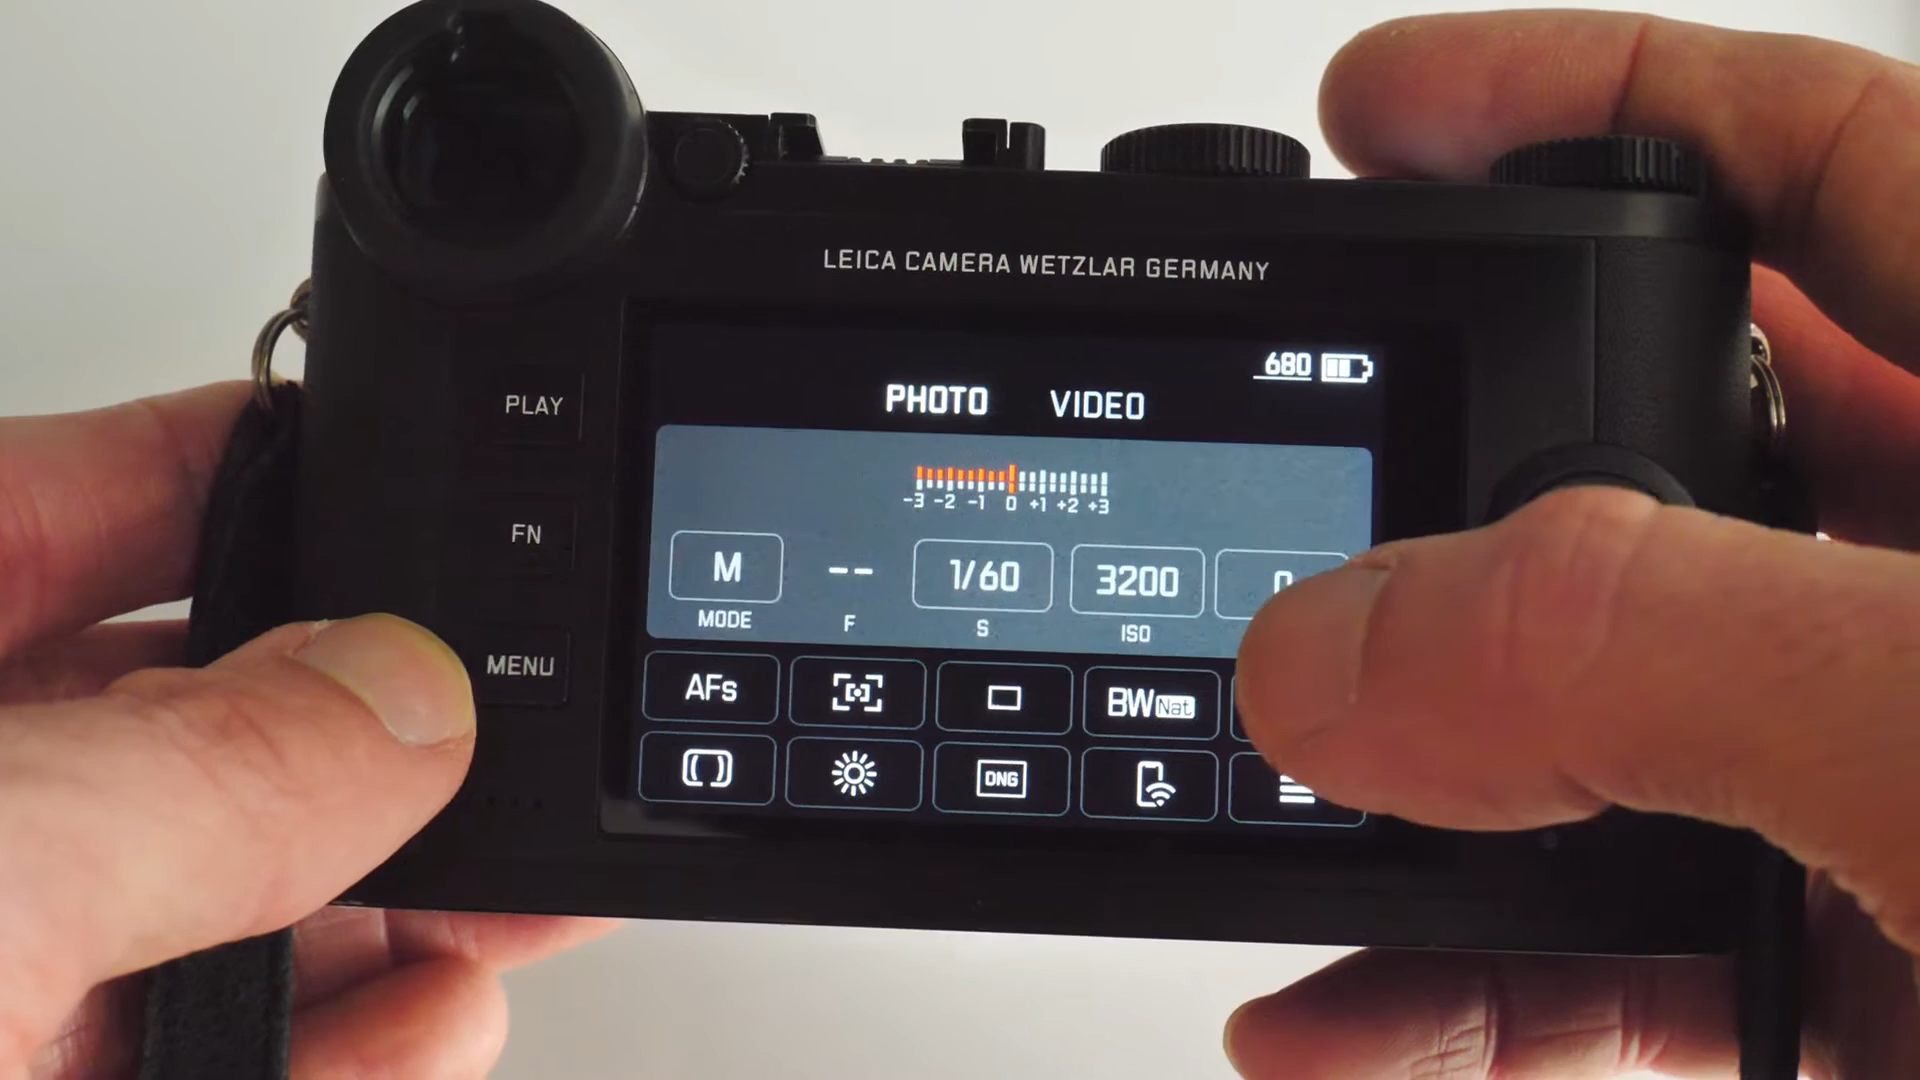 LEICA CAMERA WETZLAR GERMANY
680
PHOTO VIDEO
-3 -2 -1 0 +1 +2 +3
M -- 1/60 3200
MODE F S ISO
AFs BW Nat
DNG
PLAY
FN
MENU